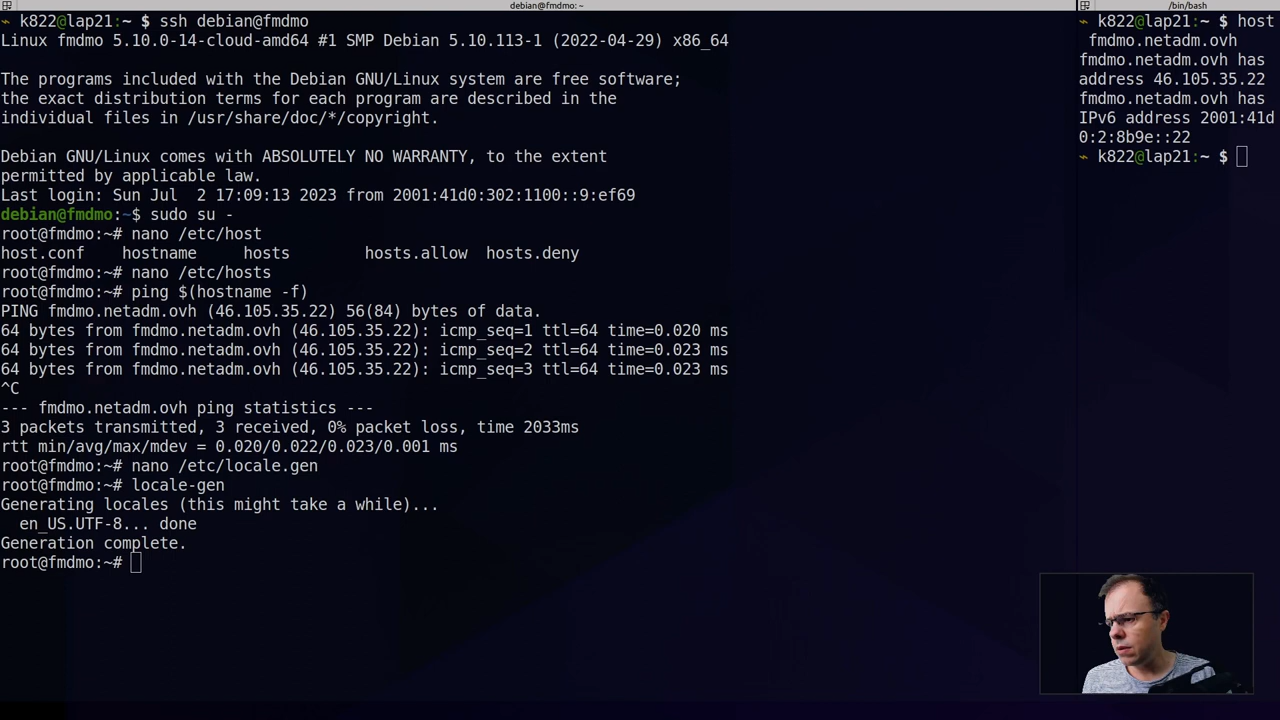 debian@fmdmo: ~
k822@lap21:~ $ ssh debian@fmdmo
Linux fmdmo 5.10.0-14-cloud-amd64 #1 SMP Debian 5.10.113-1 (2022-04-29) x86_64
The programs included with the Debian GNU/Linux system are free software;
the exact distribution terms for each program are described in the
individual files in /usr/share/doc/*/copyright.
Debian GNU/Linux comes with ABSOLUTELY NO WARRANTY, to the extent
permitted by applicable law.
Last login: Sun Jul  2 17:09:13 2023 from 2001:41d0:302:1100::9:ef69
debian@fmdmo:~$ sudo su -
root@fmdmo:~# nano /etc/host
host.conf    hostname     hosts        hosts.allow  hosts.deny
root@fmdmo:~# nano /etc/hosts
root@fmdmo:~# ping $(hostname -f)
PING fmdmo.netadm.ovh (46.105.35.22) 56(84) bytes of data.
64 bytes from fmdmo.netadm.ovh (46.105.35.22): icmp_seq=1 ttl=64 time=0.020 ms
64 bytes from fmdmo.netadm.ovh (46.105.35.22): icmp_seq=2 ttl=64 time=0.023 ms
64 bytes from fmdmo.netadm.ovh (46.105.35.22): icmp_seq=3 ttl=64 time=0.023 ms
^C
--- fmdmo.netadm.ovh ping statistics ---
3 packets transmitted, 3 received, 0% packet loss, time 2033ms
rtt min/avg/max/mdev = 0.020/0.022/0.023/0.001 ms
root@fmdmo:~# nano /etc/locale.gen
root@fmdmo:~# locale-gen
Generating locales (this might take a while)...
  en_US.UTF-8... done
Generation complete.
root@fmdmo:~#
/bin/bash
k822@lap21:~ $ host
 fmdmo.netadm.ovh
fmdmo.netadm.ovh has
address 46.105.35.22
fmdmo.netadm.ovh has
IPv6 address 2001:41d
0:2:8b9e::22
k822@lap21:~ $